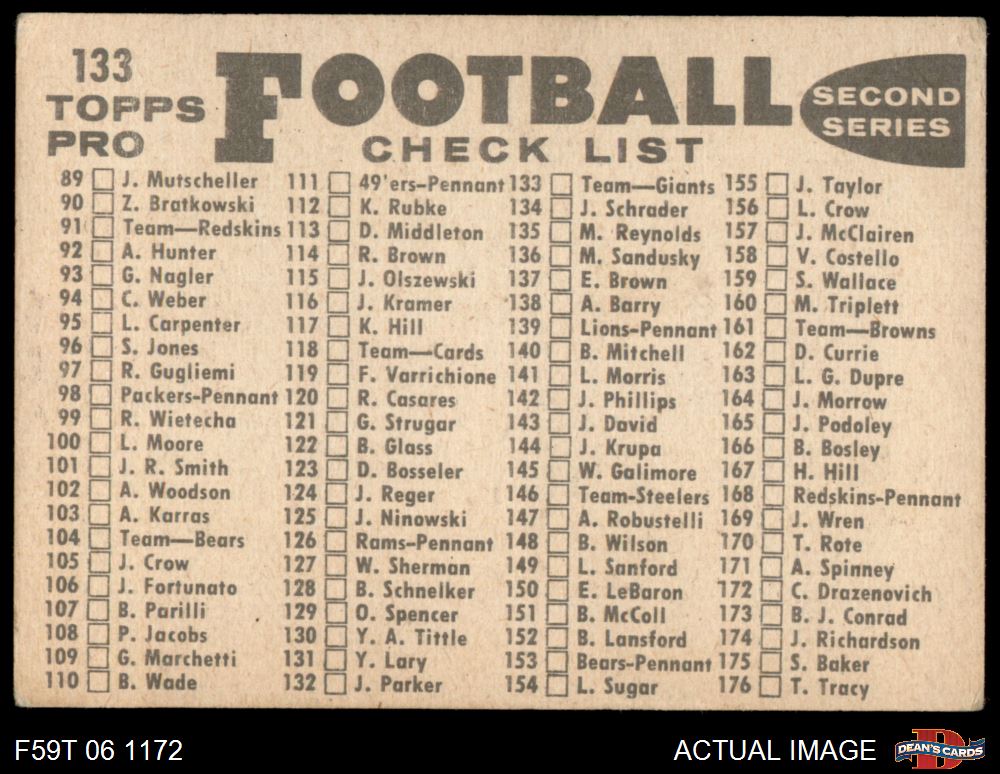 133
TOPPS
PRO
FOOTBALL
CHECK LIST
SECOND
SERIES
89 J. Mutscheller
90 Z. Bratkowski
91 Team—Redskins
92 A. Hunter
93 G. Nagler
94 C. Weber
95 L. Carpenter
96 S. Jones
97 R. Gugliemi
98 Packers-Pennant
99 R. Wietecha
100 L. Moore
101 J. R. Smith
102 A. Woodson
103 A. Karras
104 Team—Bears
105 J. Crow
106 J. Fortunato
107 B. Parilli
108 P. Jacobs
109 G. Marchetti
110 B. Wade
111 49'ers-Pennant
112 K. Rubke
113 D. Middleton
114 R. Brown
115 J. Olszewski
116 J. Kramer
117 K. Hill
118 Team—Cards
119 F. Varrichione
120 R. Casares
121 G. Strugar
122 B. Glass
123 D. Bosseler
124 J. Reger
125 J. Ninowski
126 Rams-Pennant
127 W. Sherman
128 B. Schnelker
129 O. Spencer
130 Y. A. Tittle
131 Y. Lary
132 J. Parker
133 Team—Giants
134 J. Schrader
135 M. Reynolds
136 M. Sandusky
137 E. Brown
138 A. Barry
139 Lions-Pennant
140 B. Mitchell
141 L. Morris
142 J. Phillips
143 J. David
144 J. Krupa
145 W. Galimore
146 Team-Steelers
147 A. Robustelli
148 B. Wilson
149 L. Sanford
150 E. LeBaron
151 B. McColl
152 B. Lansford
153 Bears-Pennant
154 L. Sugar
155 J. Taylor
156 L. Crow
157 J. McClairen
158 V. Costello
159 S. Wallace
160 M. Triplett
161 Team—Browns
162 D. Currie
163 L. G. Dupre
164 J. Morrow
165 J. Podoley
166 B. Bosley
167 H. Hill
168 Redskins-Pennant
169 J. Wren
170 T. Rote
171 A. Spinney
172 C. Drazenovich
173 B. J. Conrad
174 J. Richardson
175 S. Baker
176 T. Tracy
F59T 06 1172
ACTUAL IMAGE
D
DEAN'S CARDS